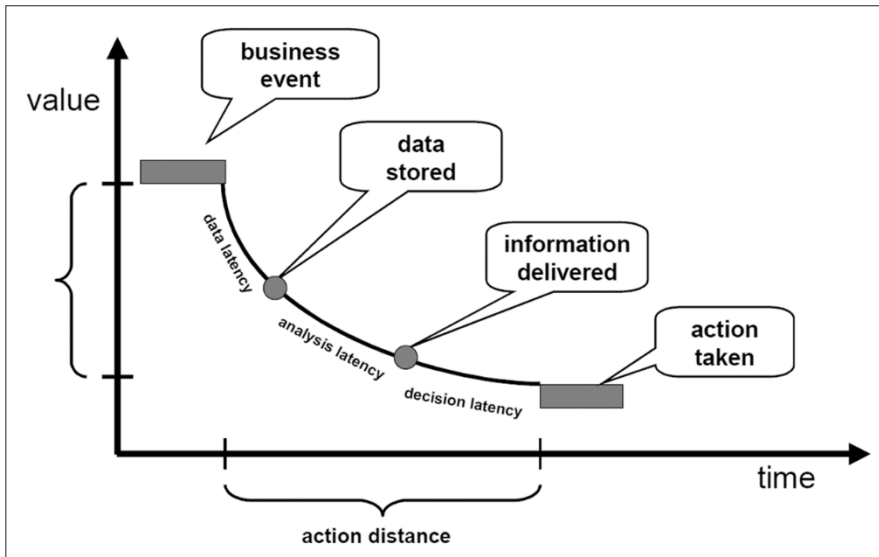 business
event
value
data
stored
data latency
information
delivered
analysis latency
action
taken
decision latency
time
action distance